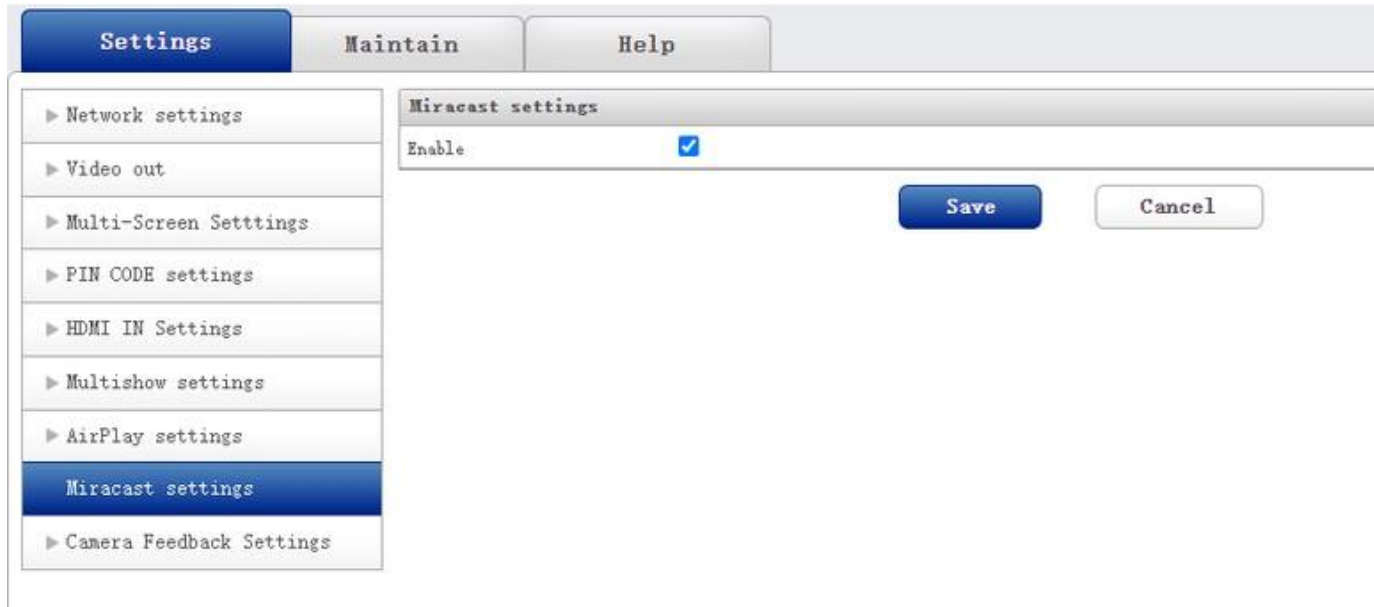 Settings Maintain Help
Network settings
Video out
Multi-Screen Setttings
PIN CODE settings
HDMI IN Settings
Multishow settings
AirPlay settings
Miracast settings
Camera Feedback Settings
Miracast settings
Enable
Save Cancel